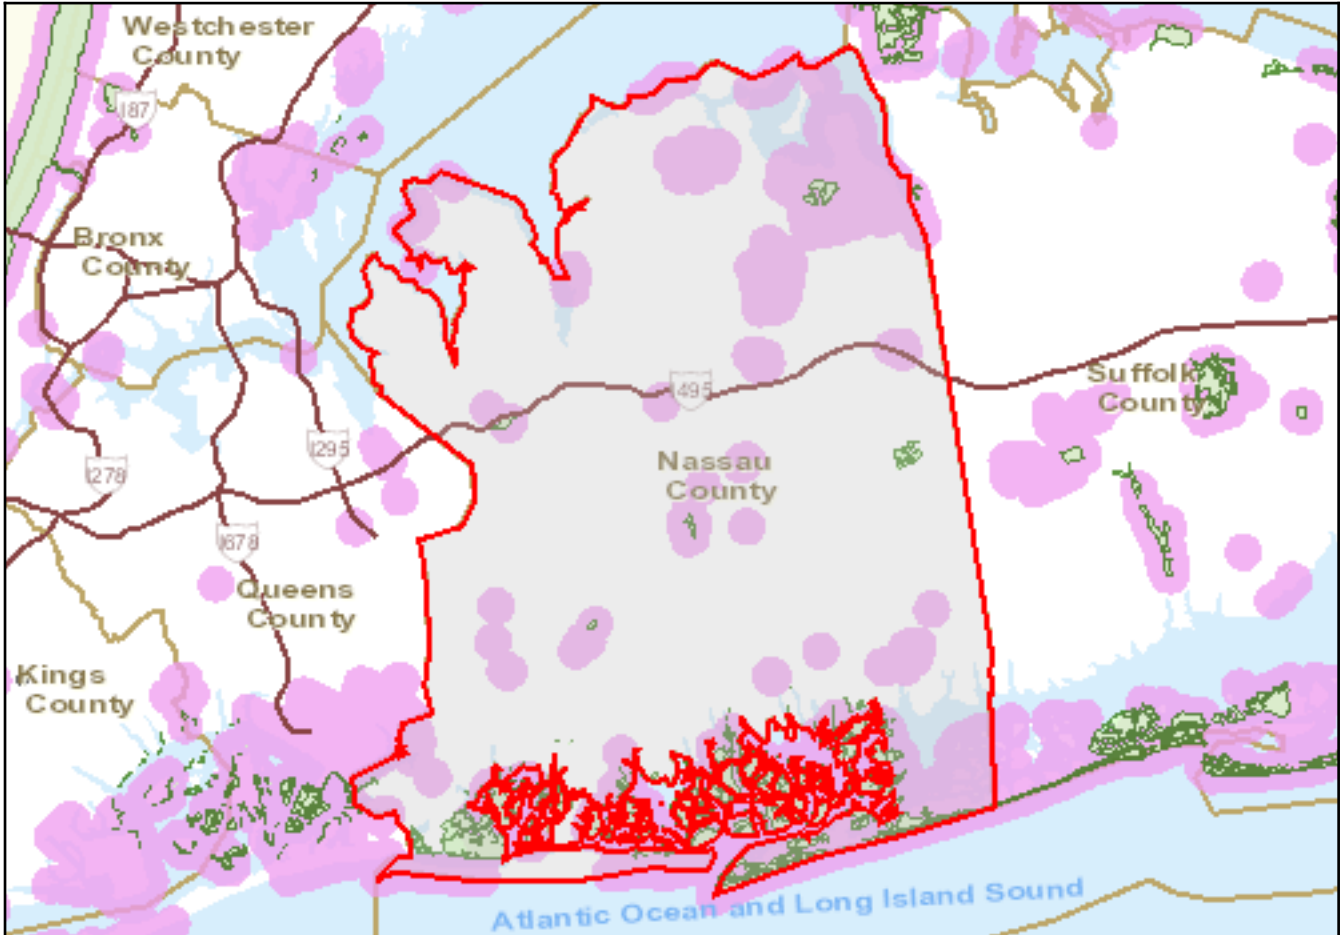 Westchester
County
I87
Bronx
County
I495
Suffolk
County
I295
Nassau
County
I278
I678
Queens
County
Kings
County
Atlantic Ocean and Long Island Sound